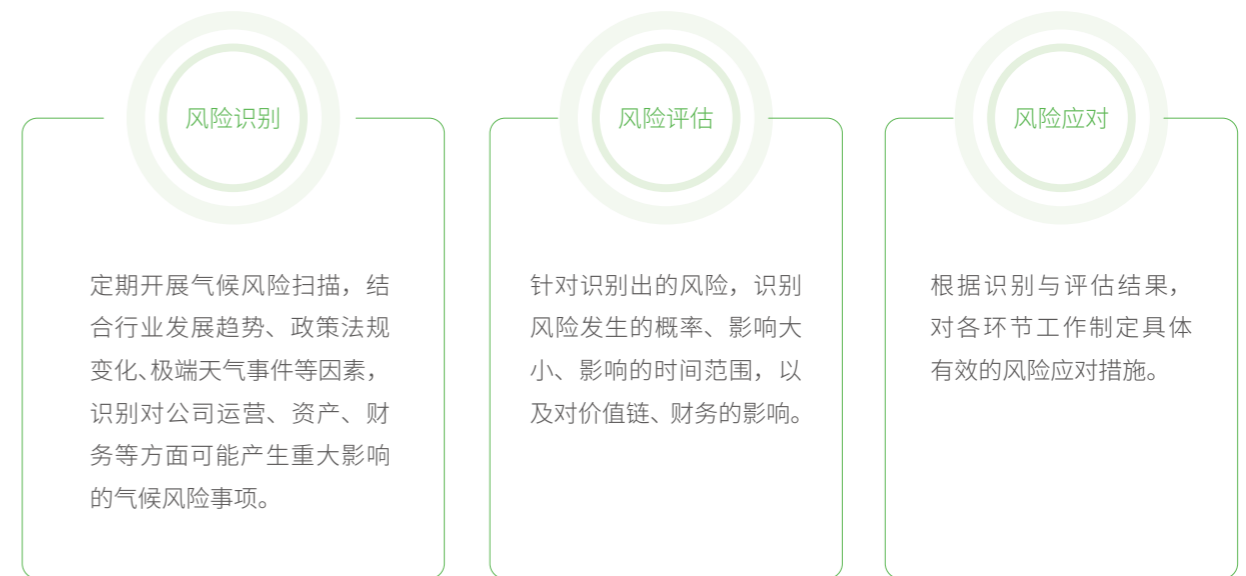 风险识别
定期开展气候风险扫描，结
合行业发展趋势、政策法规
变化、极端天气事件等因素，
识别对公司运营、资产、财
务等方面可能产生重大影响
的气候风险事项。
风险评估
针对识别出的风险，识别
风险发生的概率、影响大
小、影响的时间范围，以
及对价值链、财务的影响。
风险应对
根据识别与评估结果，
对各环节工作制定具体
有效的风险应对措施。